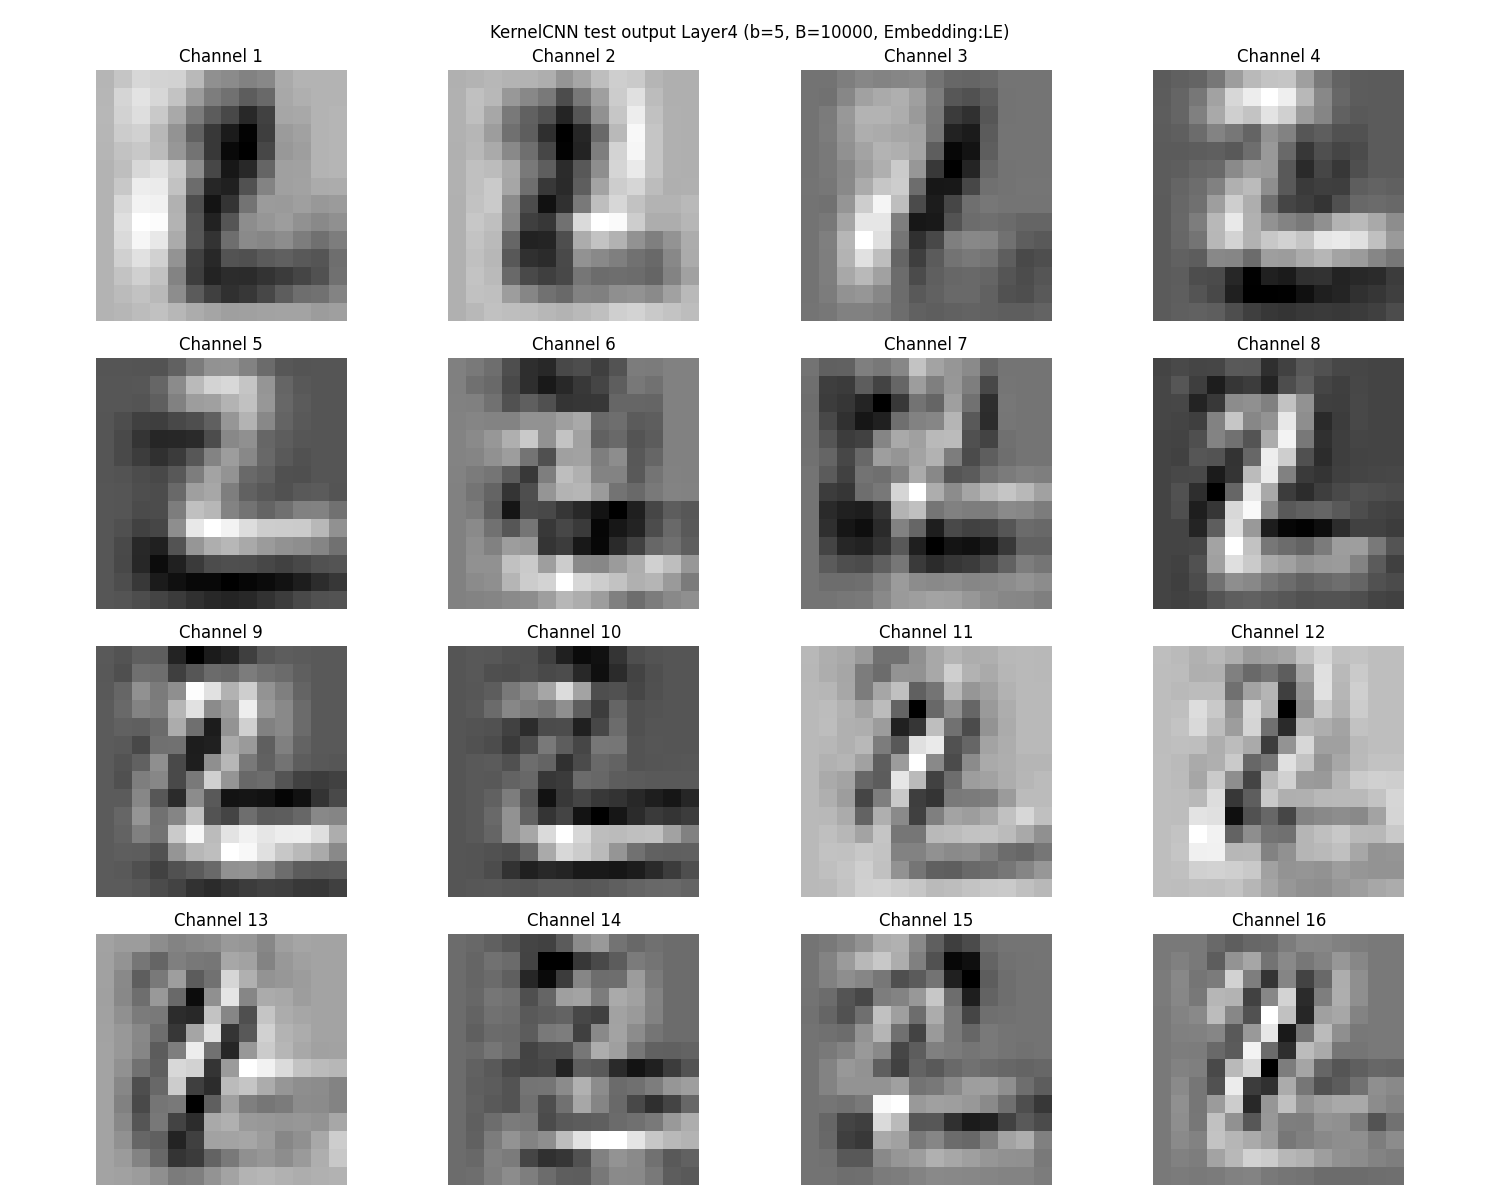 KernelCNN test output Layer4 (b=5, B=10000, Embedding:LE)
Channel 1 Channel 2 Channel 3 Channel 4
Channel 5 Channel 6 Channel 7 Channel 8
Channel 9 Channel 10 Channel 11 Channel 12
Channel 13 Channel 14 Channel 15 Channel 16